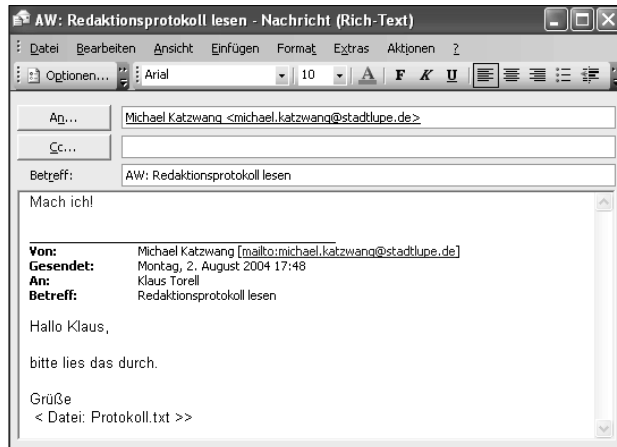 AW: Redaktionsprotokoll lesen - Nachricht (Rich-Text)
Datei Bearbeiten Ansicht Einfügen Format Extras Aktionen ?
Optionen... Arial 10 A F K U
An... Michael Katzwang <michael.katzwang@stadtlupe.de>
Cc...
Betreff: AW: Redaktionsprotokoll lesen
Mach ich!
Von: Michael Katzwang [mailto:michael.katzwang@stadtlupe.de]
Gesendet: Montag, 2. August 2004 17:48
An: Klaus Torell
Betreff: Redaktionsprotokoll lesen
Hallo Klaus,
bitte lies das durch.
Grüße
< Datei: Protokoll.txt >>